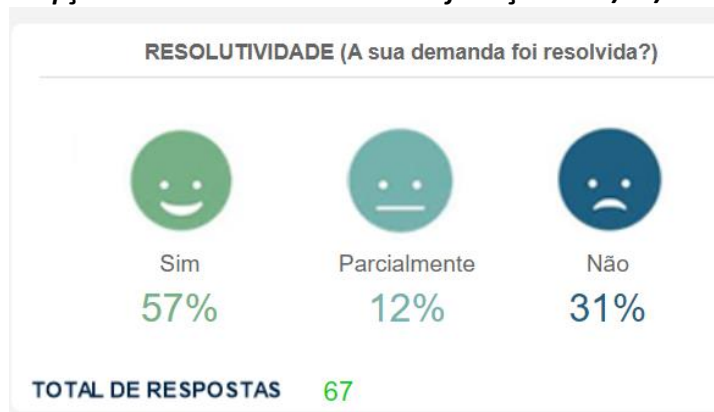 RESOLUTIVIDADE (A sua demanda foi resolvida?)
Sim Parcialmente Não
57% 12% 31%
TOTAL DE RESPOSTAS 67